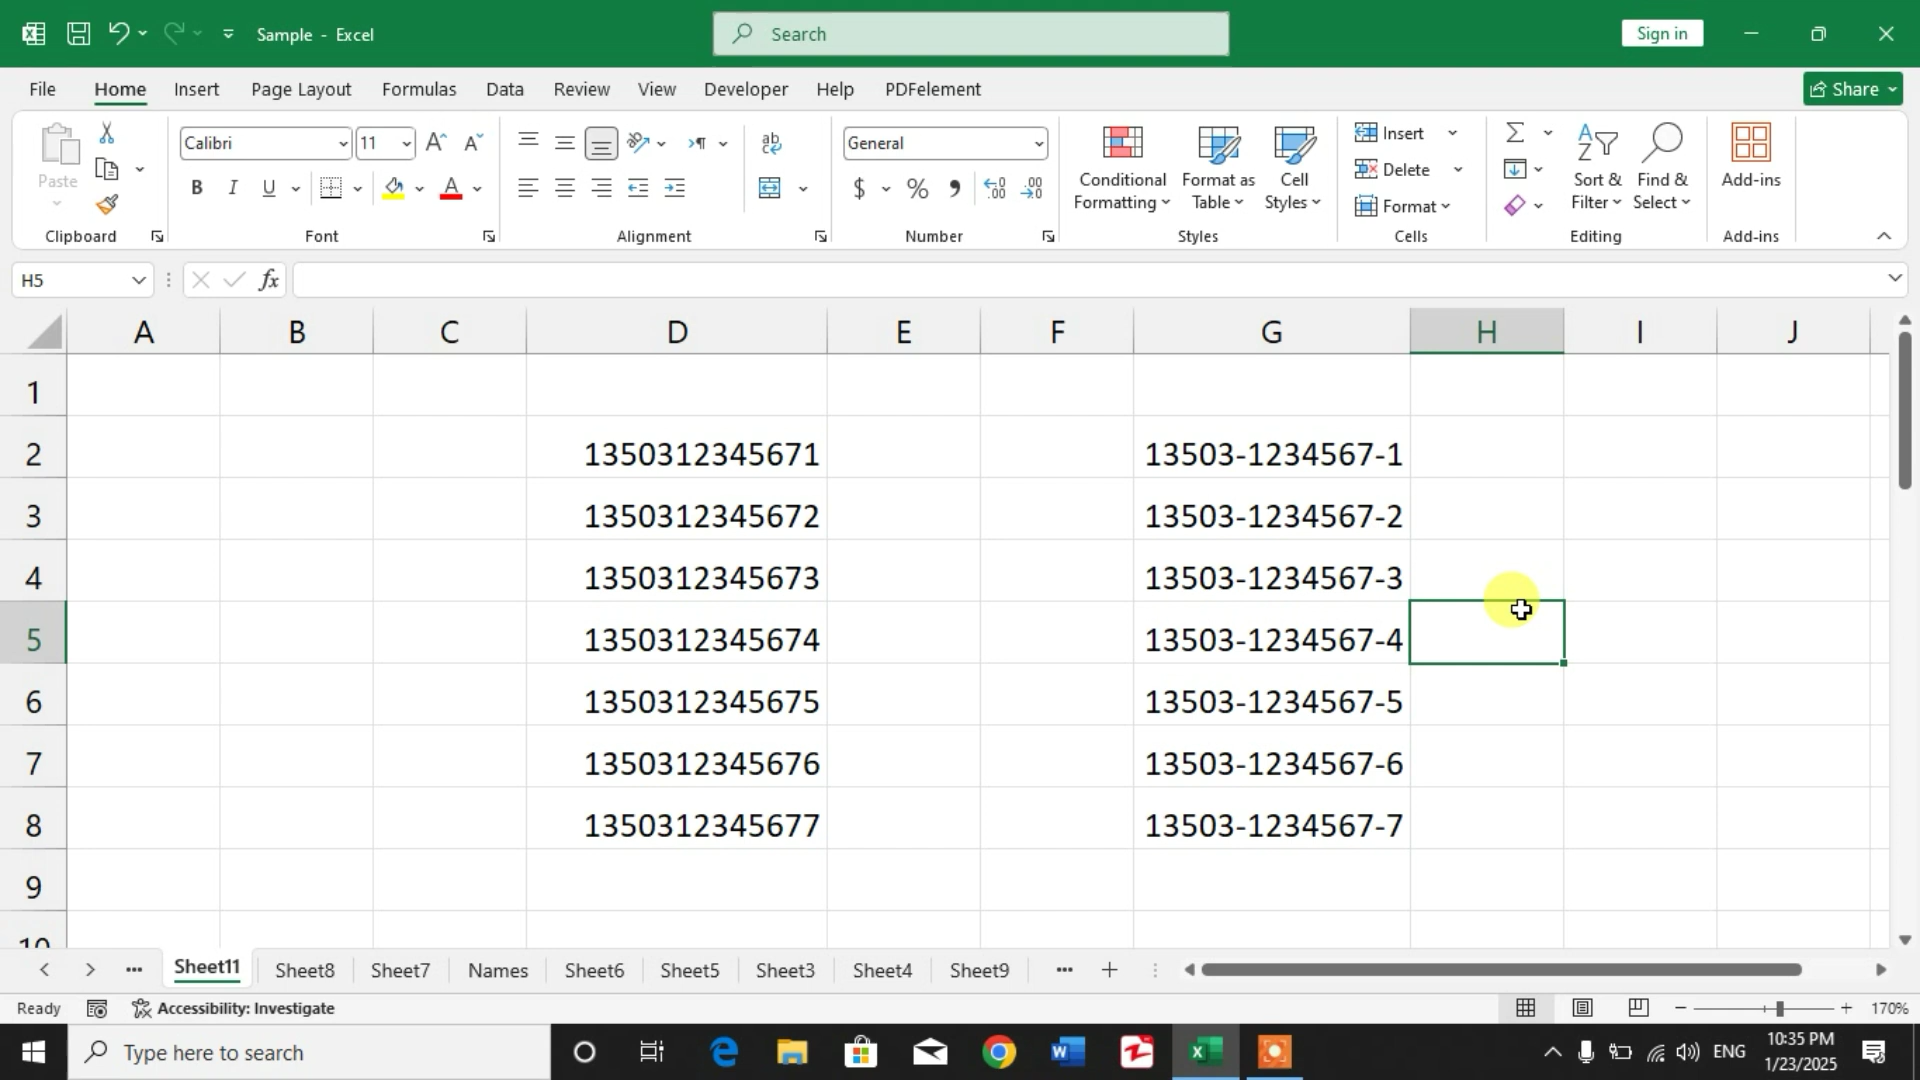 Sample - Excel
Search
Sign in
File Home Insert Page Layout Formulas Data Review View Developer Help PDFelement
Share
Paste
Calibri 11
General
Conditional Formatting
Format as Table
Cell Styles
Insert
Delete
Format
Sort & Filter
Find & Select
Add-ins
Clipboard Font Alignment Number Styles Cells Editing Add-ins
H5
fx
A B C D E F G H I J
1
2 1350312345671 13503-1234567-1
3 1350312345672 13503-1234567-2
4 1350312345673 13503-1234567-3
5 1350312345674 13503-1234567-4
6 1350312345675 13503-1234567-5
7 1350312345676 13503-1234567-6
8 1350312345677 13503-1234567-7
9
10
Sheet11 Sheet8 Sheet7 Names Sheet6 Sheet5 Sheet3 Sheet4 Sheet9
Ready
Accessibility: Investigate
170%
Type here to search
ENG
10:35 PM
1/23/2025